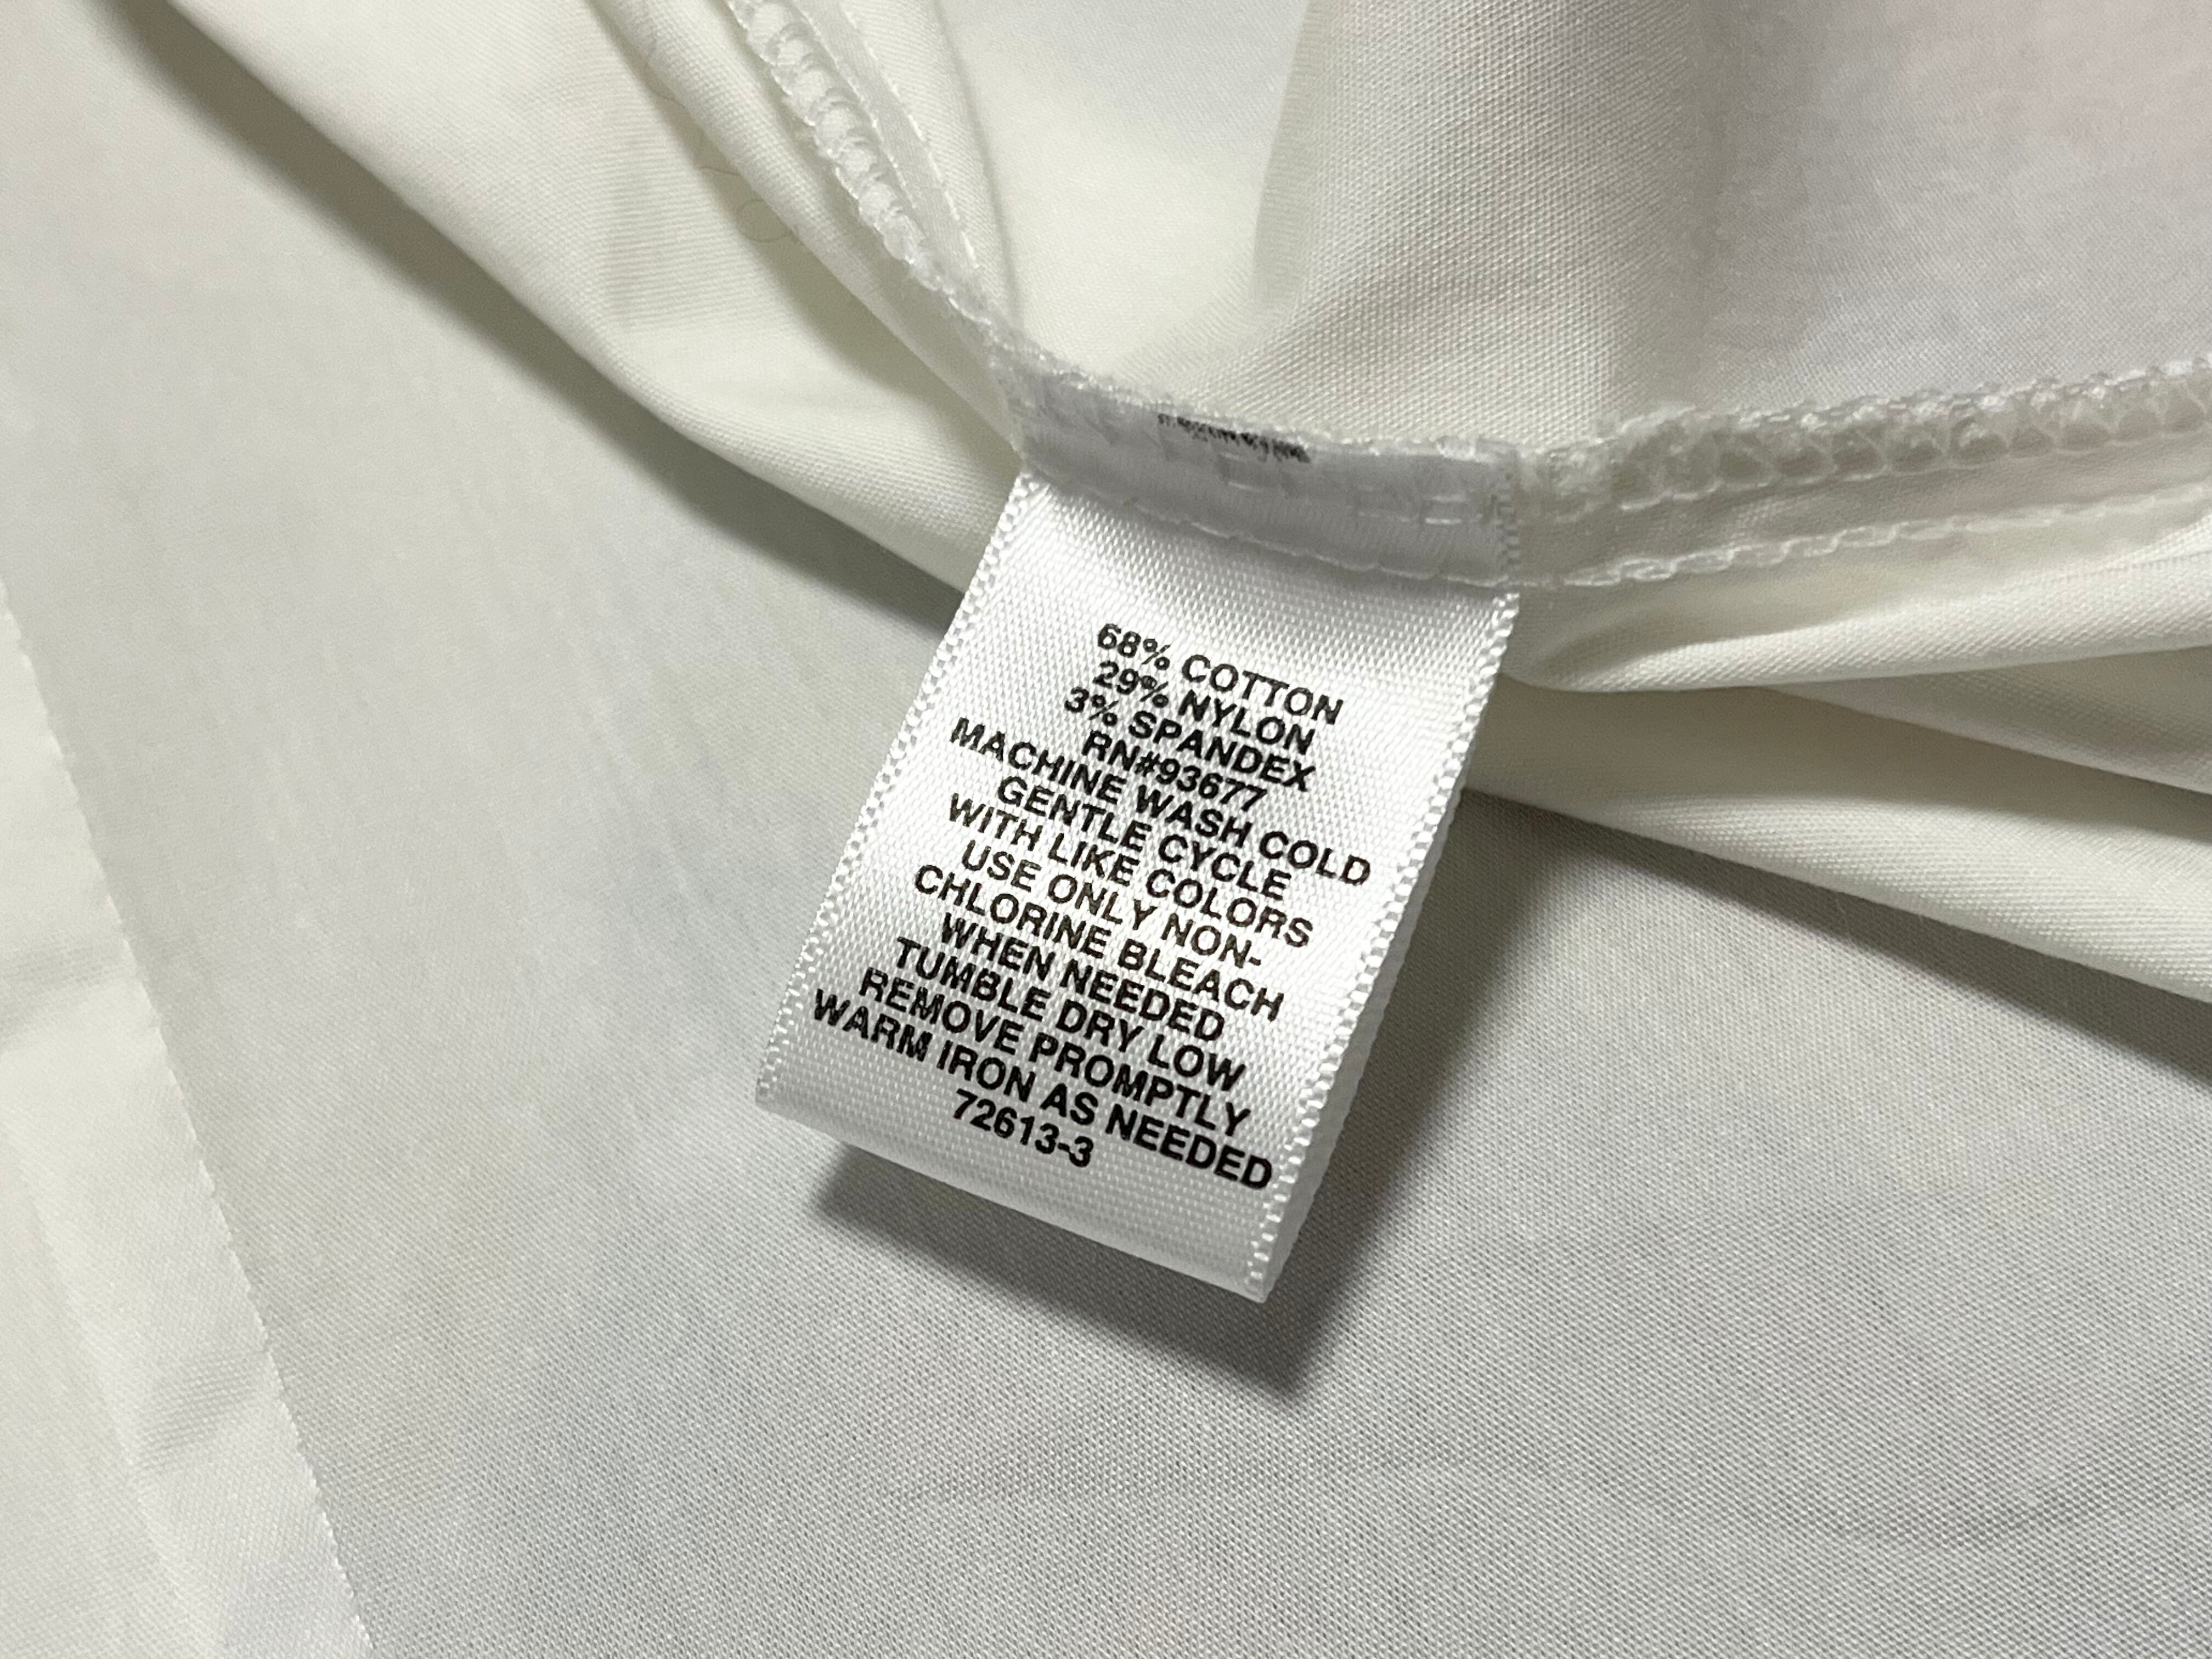 68% COTTON
29% NYLON
3% SPANDEX
RN#93677
MACHINE WASH COLD
GENTLE CYCLE
WITH LIKE COLORS
USE ONLY NON-
CHLORINE BLEACH
WHEN NEEDED
TUMBLE DRY LOW
REMOVE PROMPTLY
WARM IRON AS NEEDED
72613-3